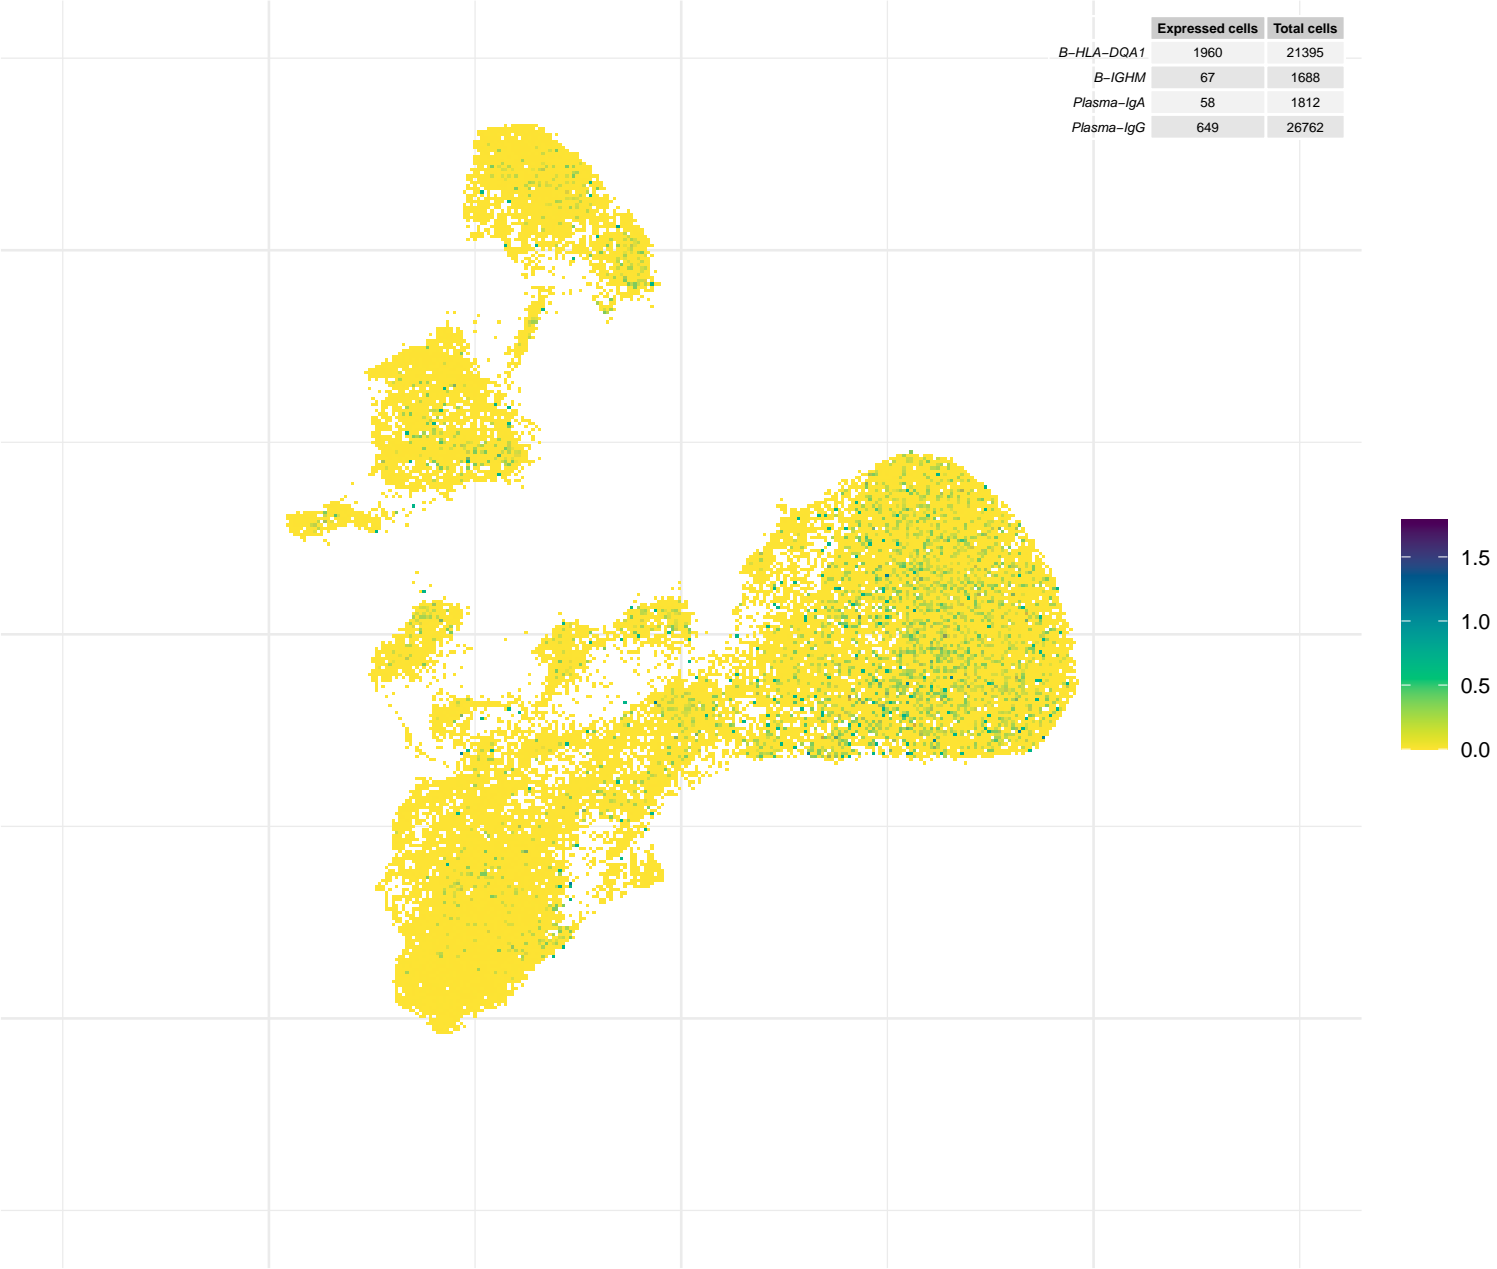 Expressed cells Total cells
B−HLA−DQA1 1960 21395
B−IGHM 67 1688
Plasma−IgA 58 1812
Plasma−IgG 649 26762
1.5
1.0
0.5
0.0